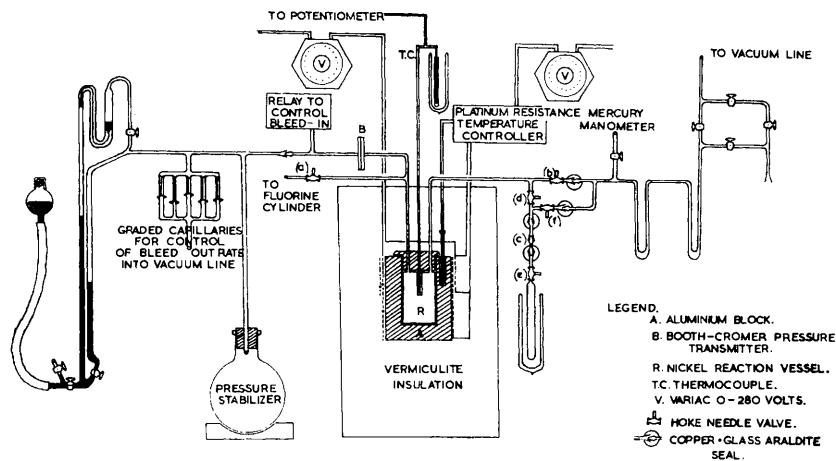 TO POTENTIOMETER
T.C.
V
V
TO VACUUM LINE
RELAY TO
CONTROL
BLEED-IN
B
PLATINUM RESISTANCE
TEMPERATURE
CONTROLLER
MERCURY
MANOMETER
(a)
TO
FLUORINE
CYLINDER
(b)
(d)
(f)
(c)
(e)
GRADED CAPILLARIES
FOR CONTROL
OF BLEED OUT RATE
INTO VACUUM LINE
R
A
VERMICULITE
INSULATION
PRESSURE
STABILIZER
LEGEND.
A. ALUMINIUM BLOCK.
B. BOOTH-CROMER PRESSURE
TRANSMITTER.
R. NICKEL REACTION VESSEL.
T.C. THERMOCOUPLE.
V. VARIAC 0-280 VOLTS.
HOKE NEEDLE VALVE.
COPPER-GLASS ARALDITE
SEAL.